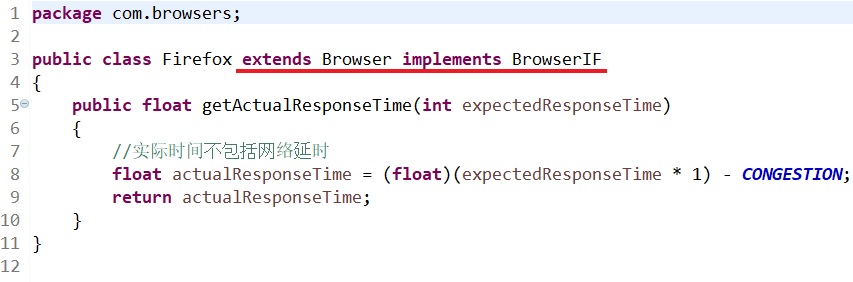 1 package com.browsers;
2
3 public class Firefox extends Browser implements BrowserIF
4 {
5 public float getActualResponseTime(int expectedResponseTime)
6 {
7 //实际时间不包括网络延时
8 float actualResponseTime = (float)(expectedResponseTime * 1) - CONGESTION;
9 return actualResponseTime;
10 }
11 }
12